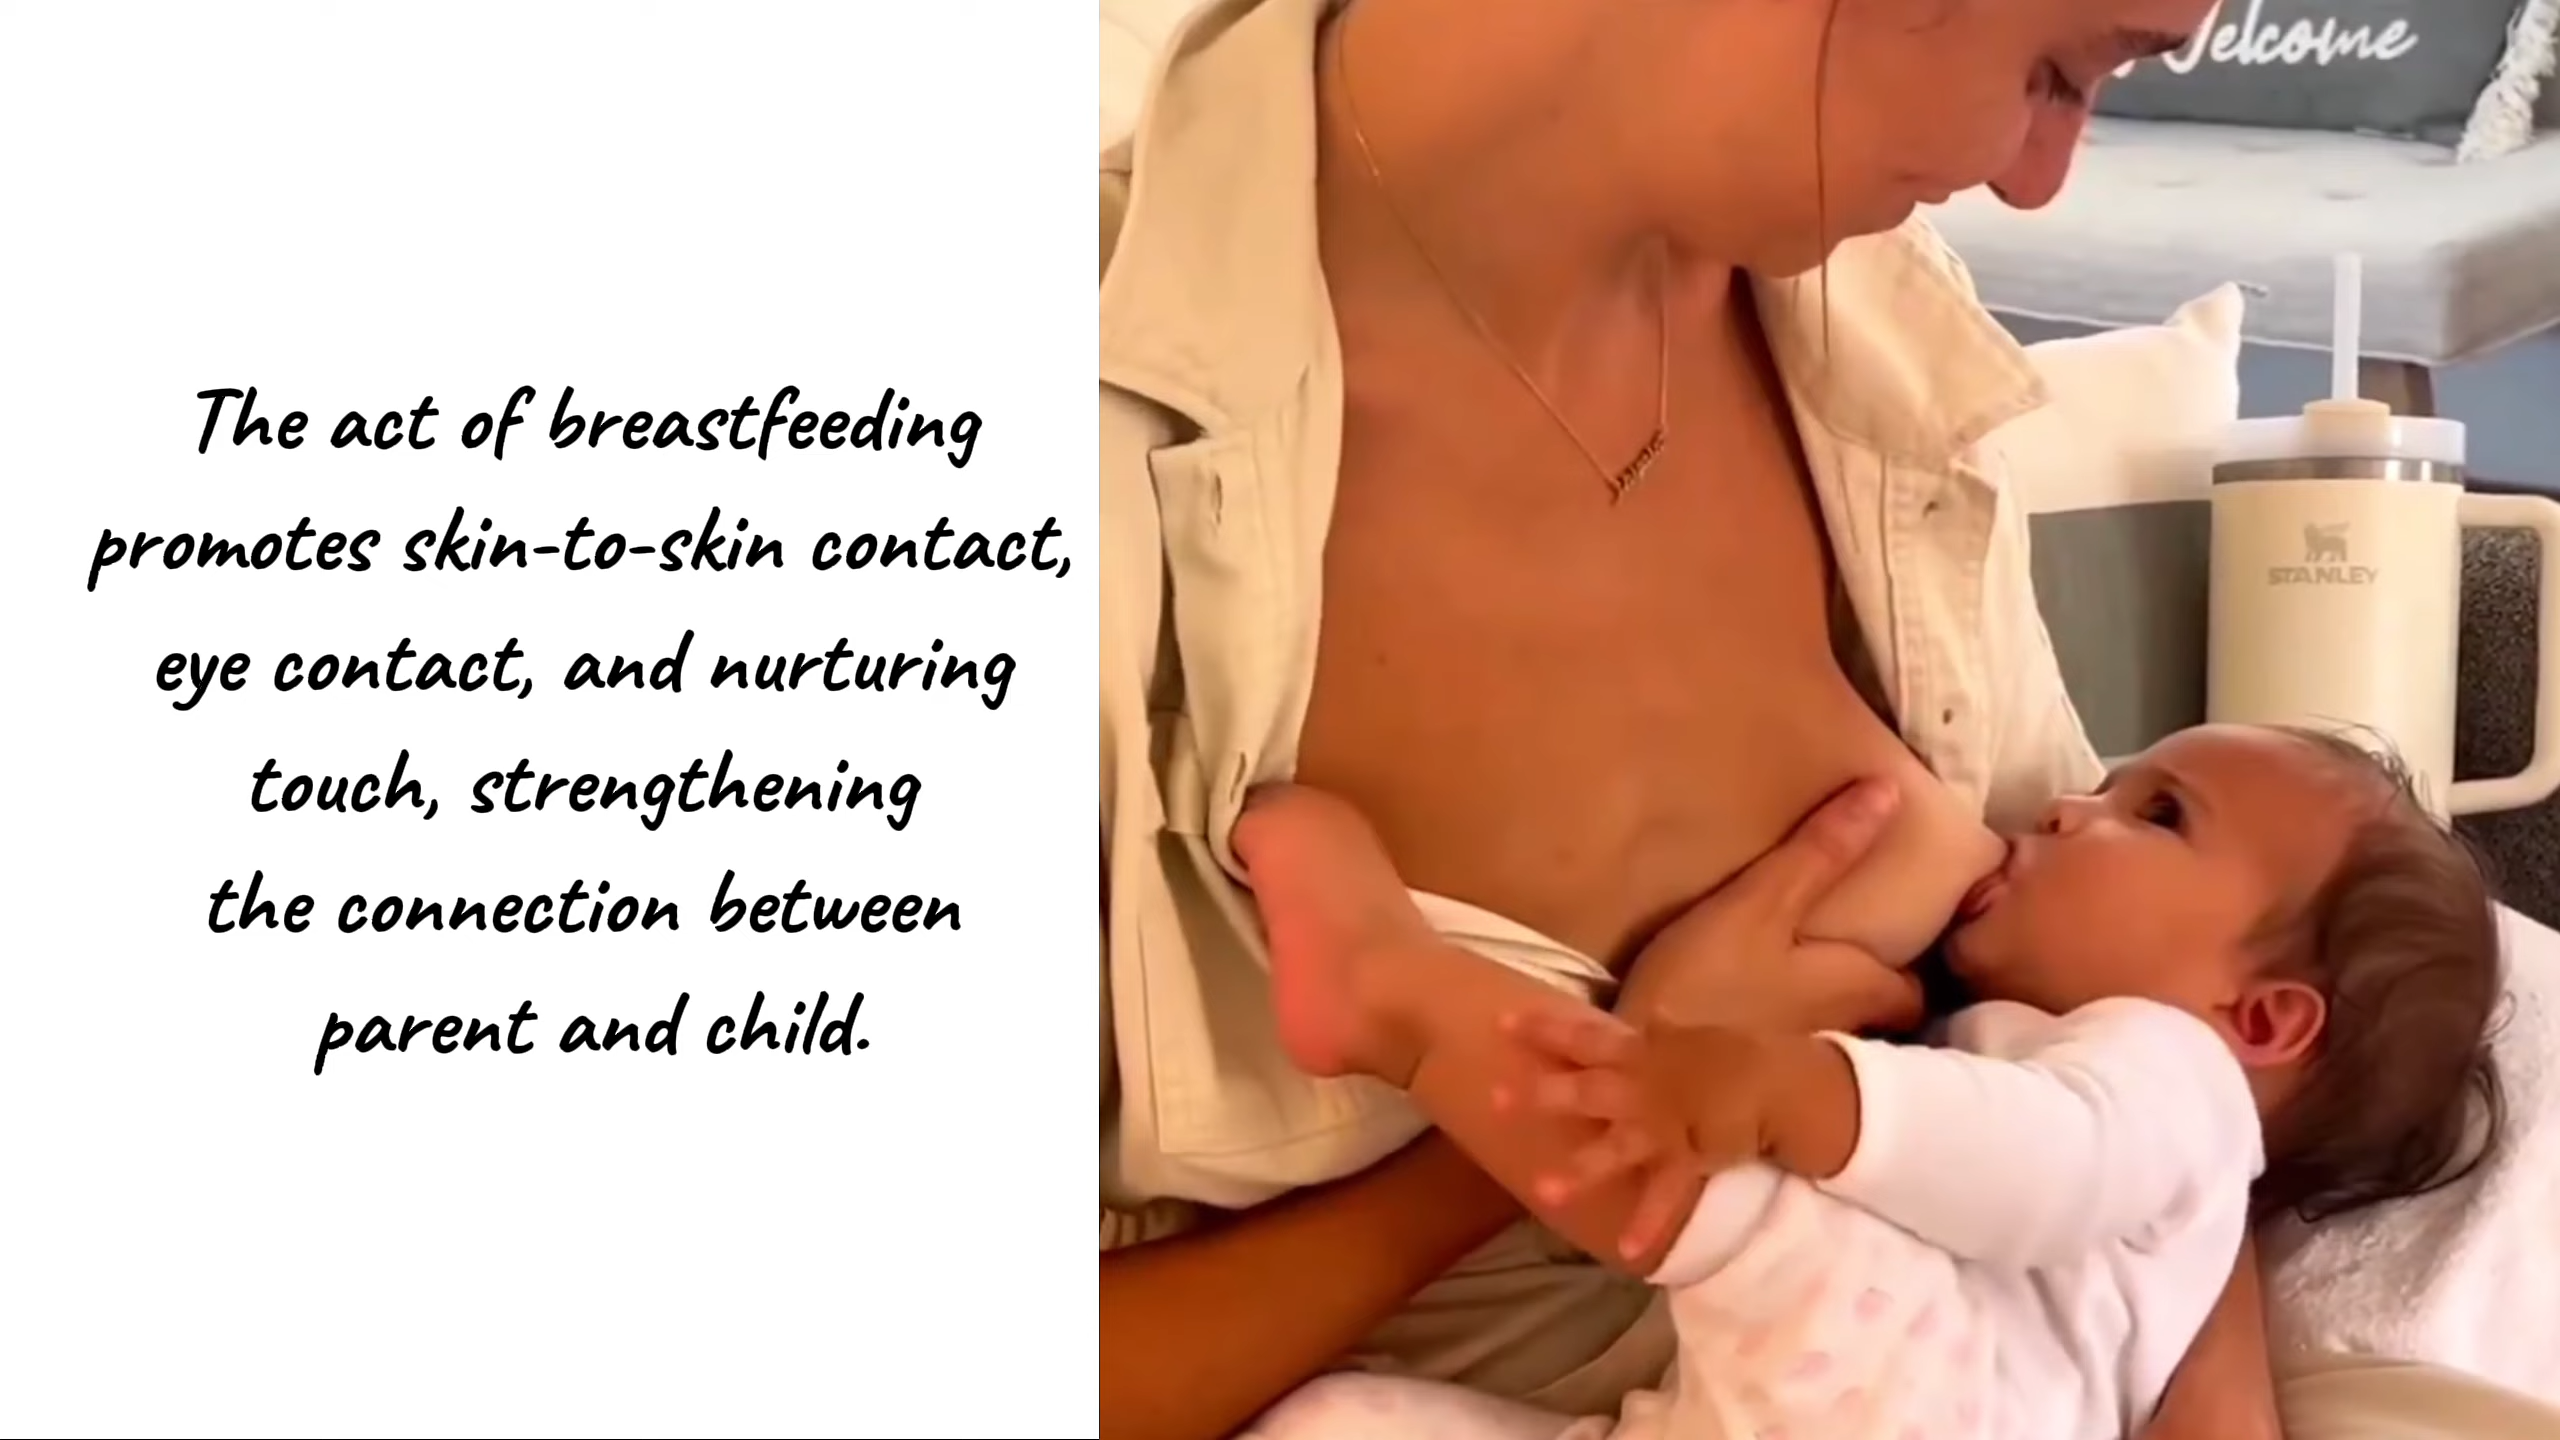 The act of breastfeeding
promotes skin-to-skin contact,
eye contact, and nurturing
touch, strengthening
the connection between
parent and child.
Welcome
STANLEY